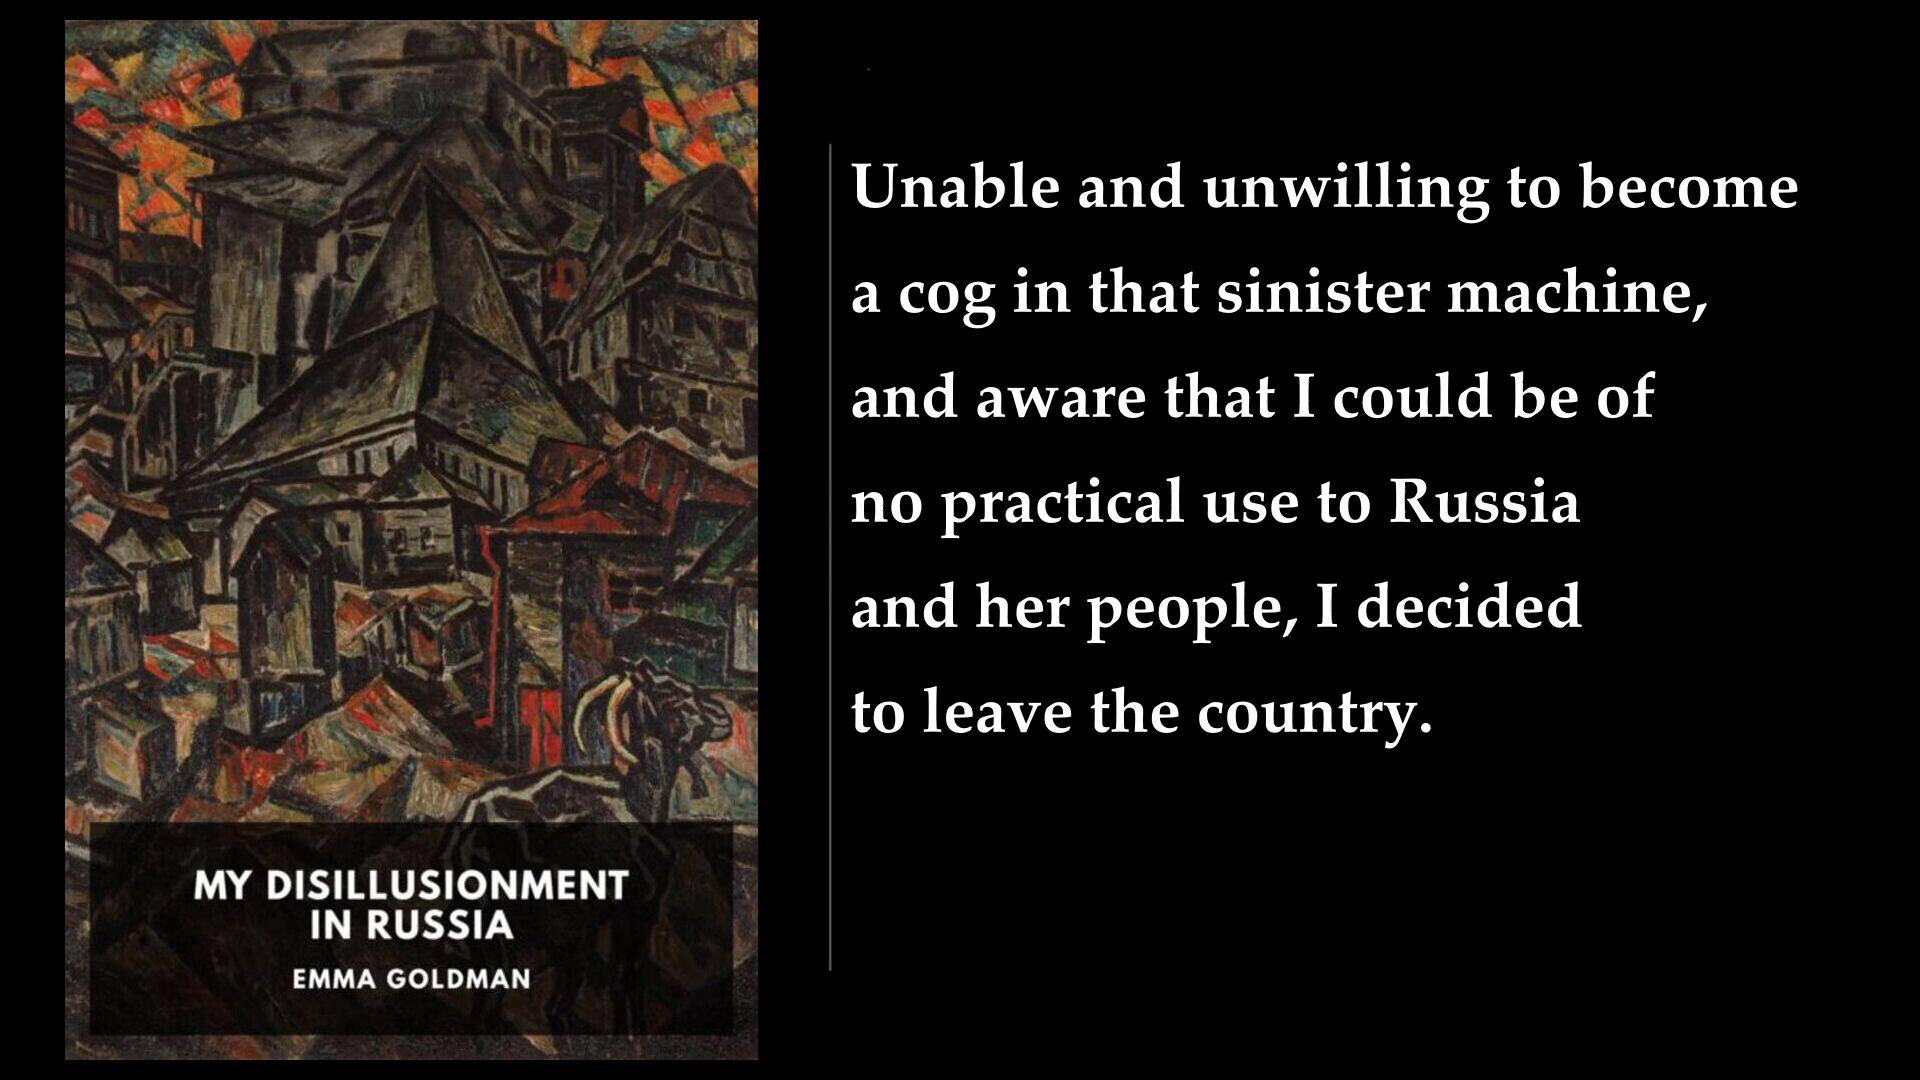 MY DISILLUSIONMENT
IN RUSSIA
EMMA GOLDMAN
Unable and unwilling to become
a cog in that sinister machine,
and aware that I could be of
no practical use to Russia
and her people, I decided
to leave the country.